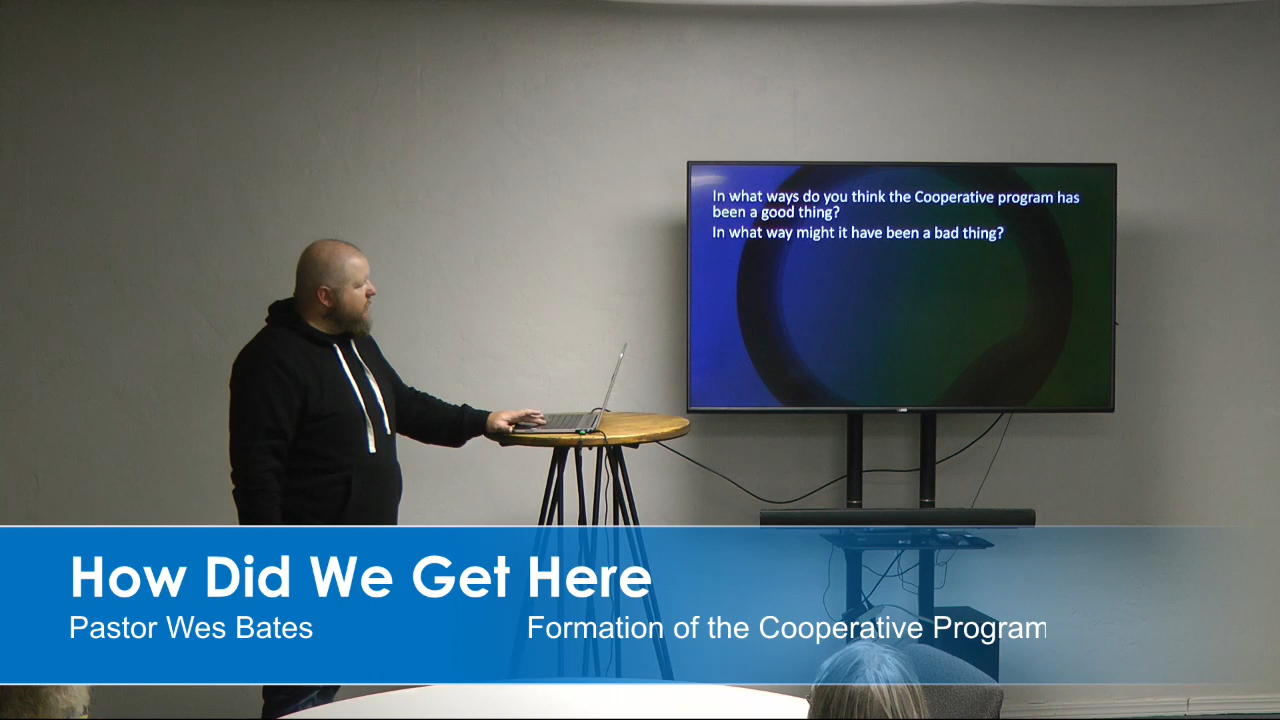 In what ways do you think the Cooperative program has
been a good thing?
In what way might it have been a bad thing?
How Did We Get Here
Pastor Wes Bates
Formation of the Cooperative Program